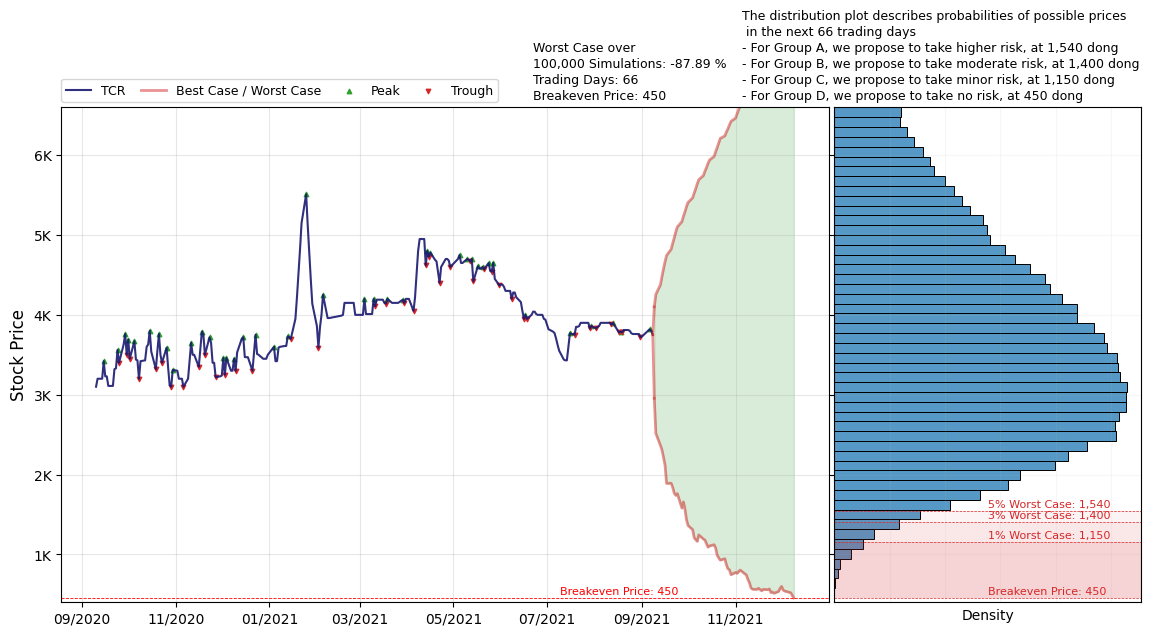 The distribution plot describes probabilities of possible prices
in the next 66 trading days
- For Group A, we propose to take higher risk, at 1,540 dong
- For Group B, we propose to take moderate risk, at 1,400 dong
- For Group C, we propose to take minor risk, at 1,150 dong
- For Group D, we propose to take no risk, at 450 dong
Worst Case over
100,000 Simulations: -87.89 %
Trading Days: 66
Breakeven Price: 450
TCR Best Case / Worst Case Peak Trough
Stock Price
6K
5K
4K
3K
2K
1K
Breakeven Price: 450
09/2020 11/2020 01/2021 03/2021 05/2021 07/2021 09/2021 11/2021
5% Worst Case: 1,540
3% Worst Case: 1,400
1% Worst Case: 1,150
Breakeven Price: 450
Density